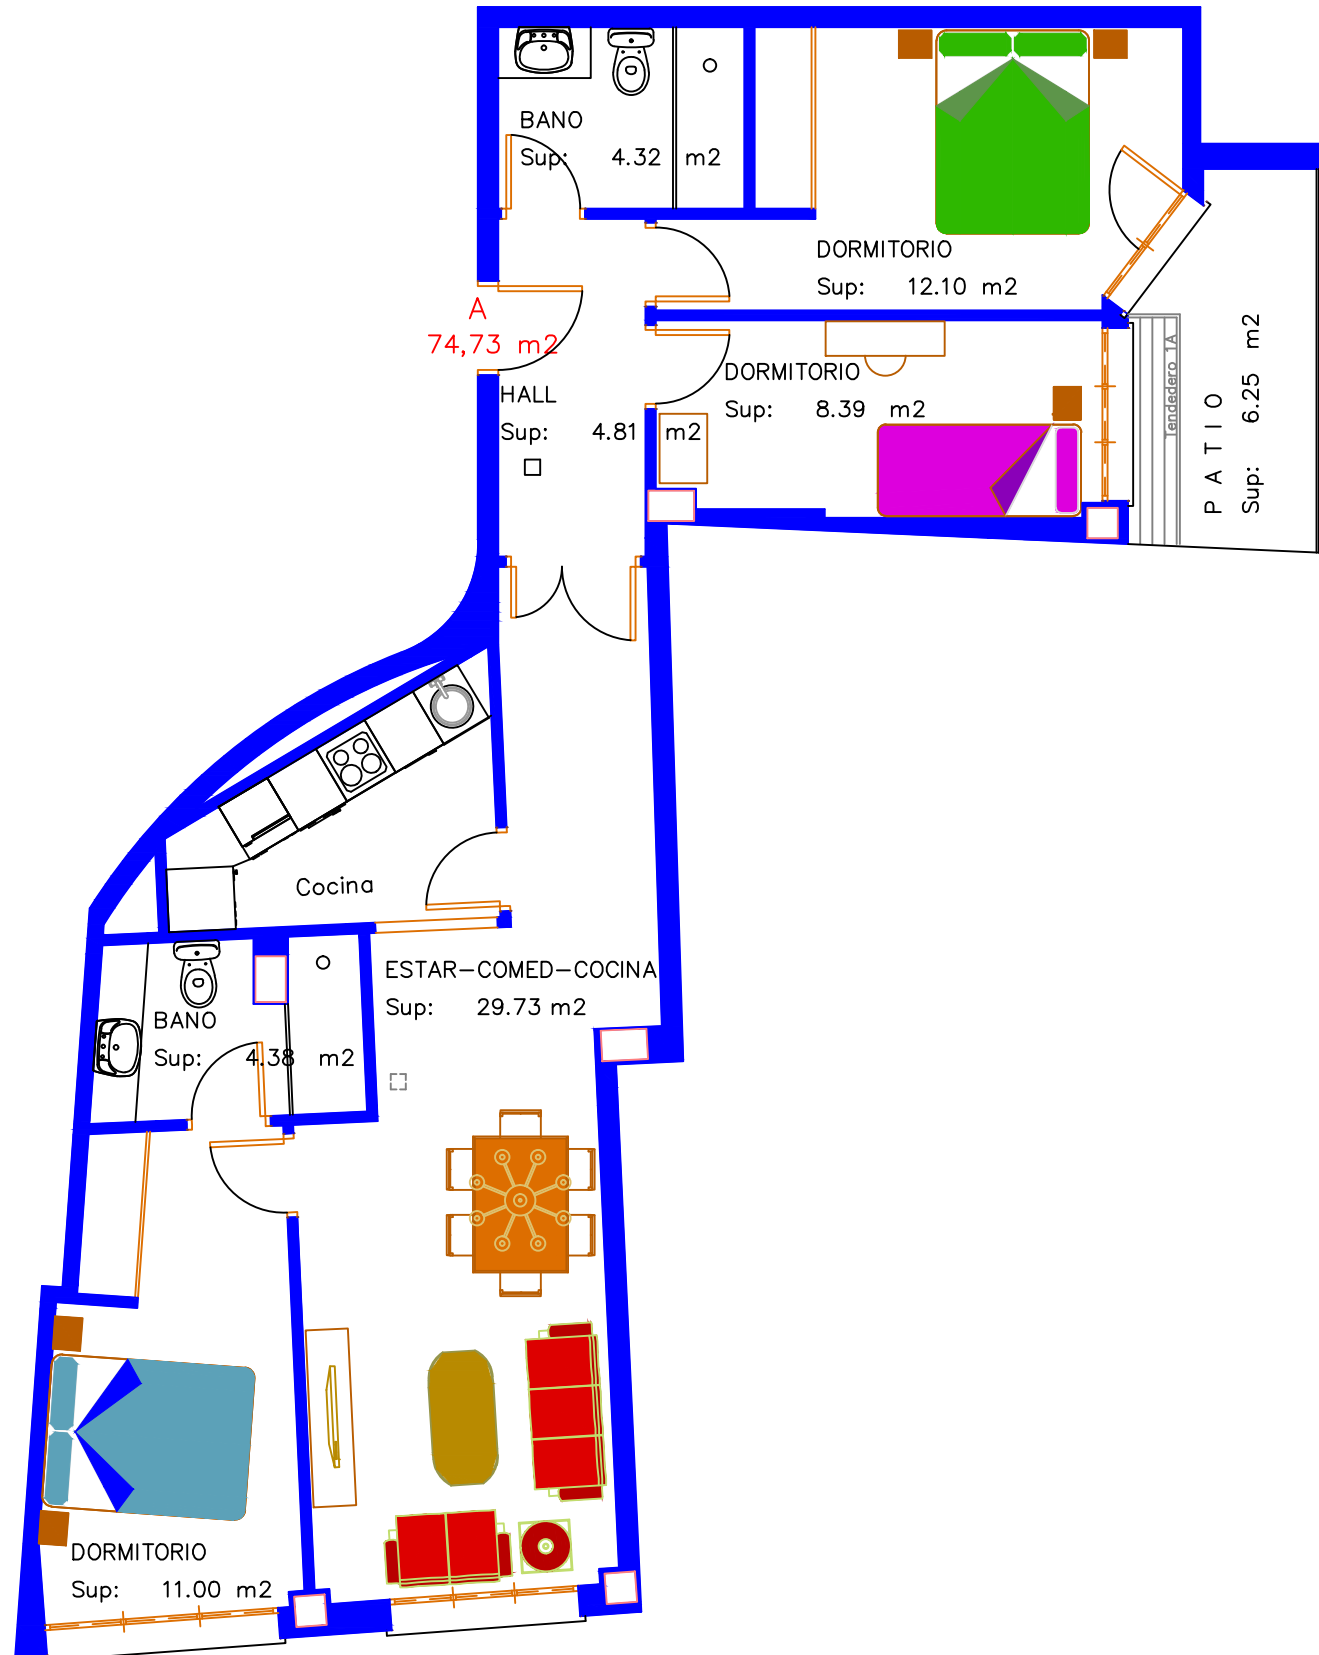 BANO
Sup: 4.32 m2
DORMITORIO
Sup: 12.10 m2
A
74,73 m2
HALL
Sup: 4.81 m2
DORMITORIO
Sup: 8.39 m2
Tendedero 1A
PATIO
Sup: 6.25 m2
Cocina
ESTAR-COMED-COCINA
Sup: 29.73 m2
BANO
Sup: 4.38 m2
DORMITORIO
Sup: 11.00 m2